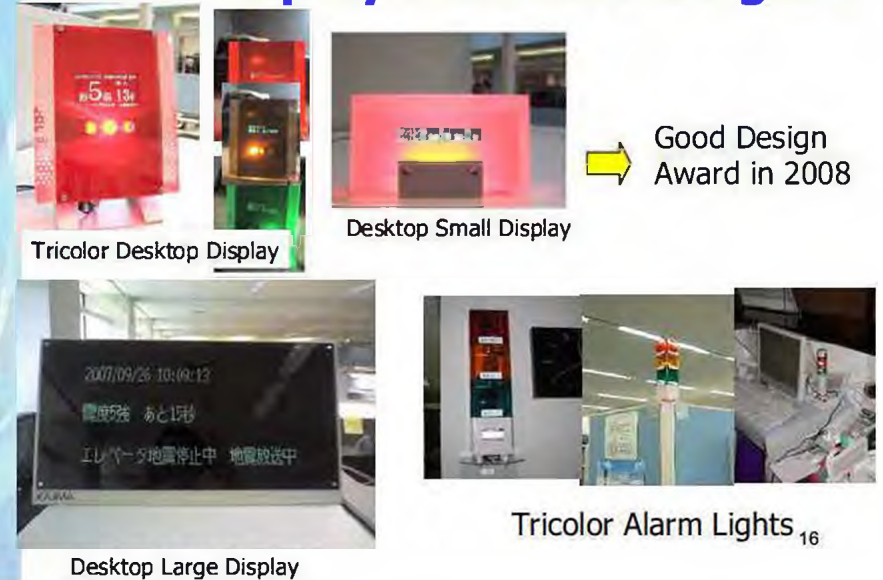 Good Design
Award in 2008
Tricolor Desktop Display
Desktop Small Display
2007/09/26 10:09:13
震度5強 あと15秒
エレベータ地震停止中 地震放送中
KAJIMA
Desktop Large Display
Tricolor Alarm Lights 16